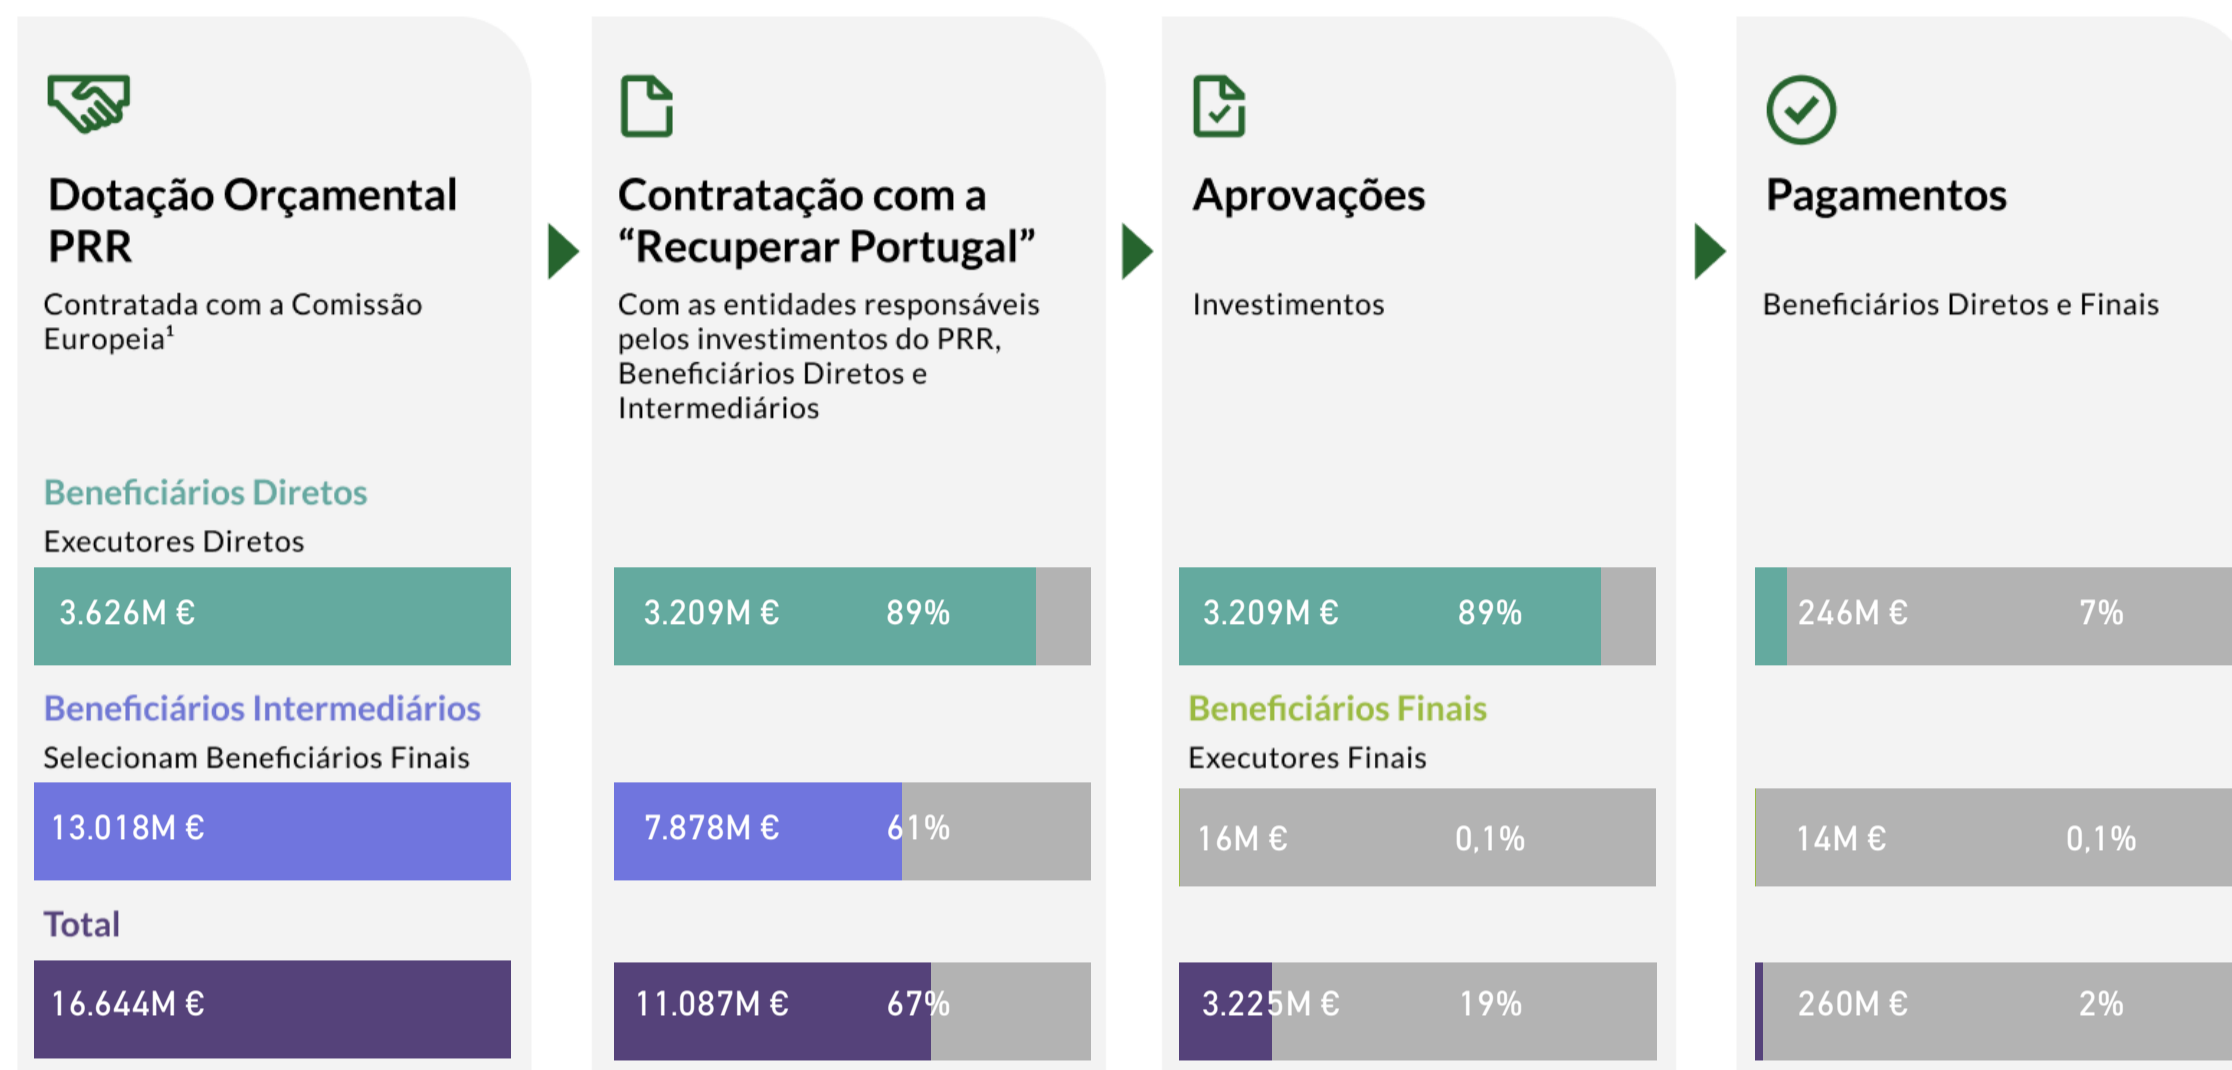 Dotação Orçamental
PRR
Contratada com a Comissão
Europeia¹
Beneficiários Diretos
Executores Diretos
3.626M €
Beneficiários Intermediários
Selecionam Beneficiários Finais
13.018M €
Total
16.644M €
Contratação com a
“Recuperar Portugal”
Com as entidades responsáveis
pelos investimentos do PRR,
Beneficiários Diretos e
Intermediários
3.209M € 89%
7.878M € 61%
11.087M € 67%
Aprovações
Investimentos
3.209M € 89%
Beneficiários Finais
Executores Finais
16M € 0,1%
3.225M € 19%
Pagamentos
Beneficiários Diretos e Finais
246M € 7%
14M € 0,1%
260M € 2%